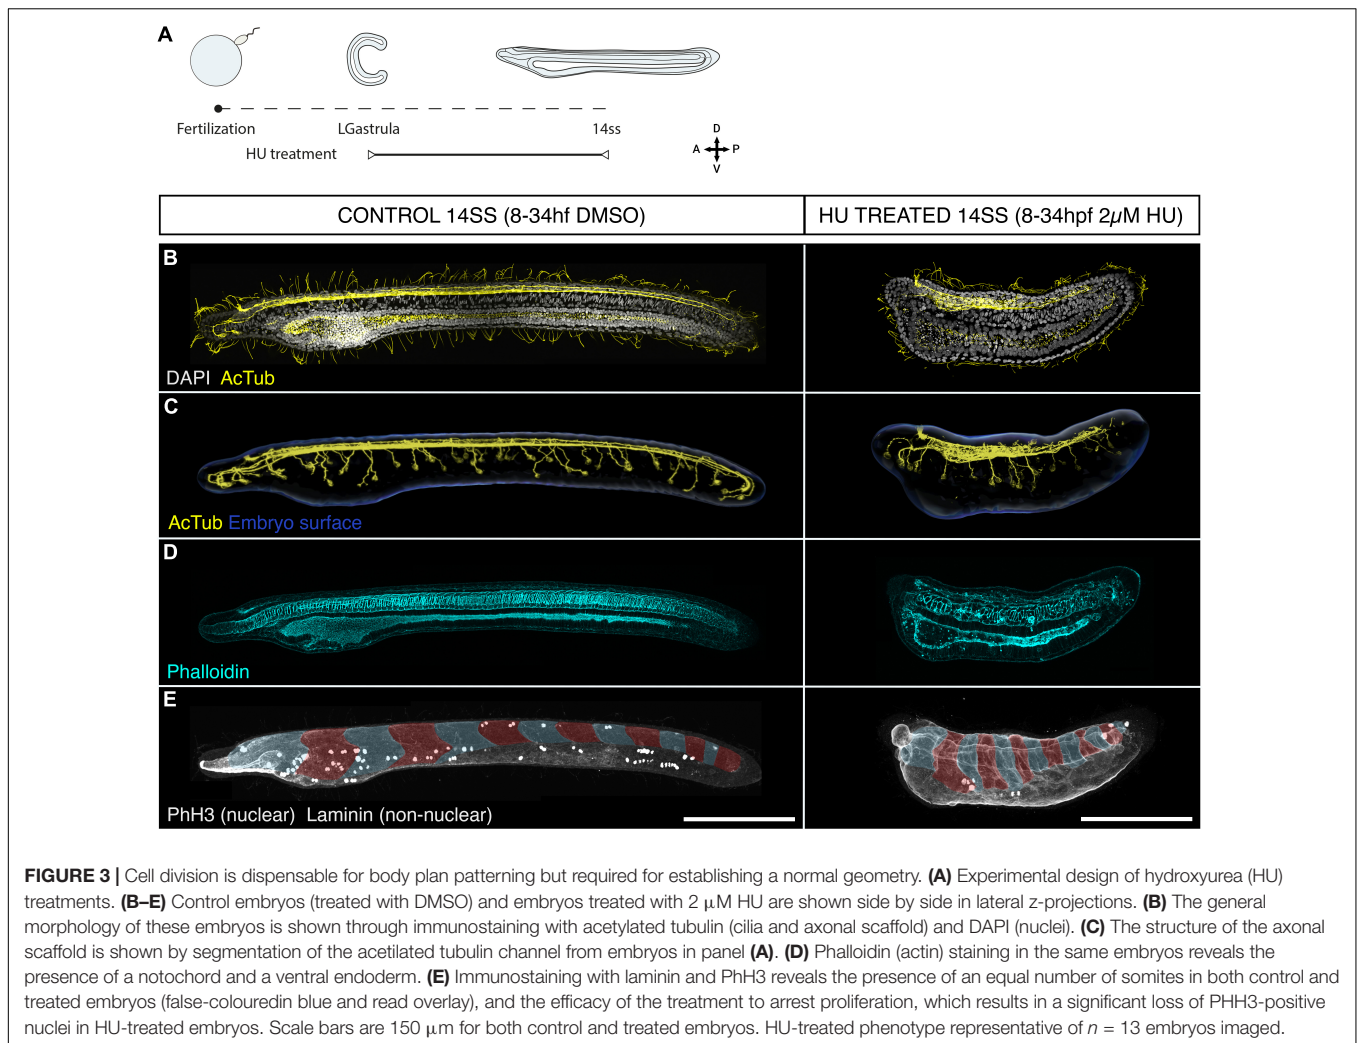 A
Fertilization
LGastrula
14ss
HU treatment
D
A P
V
CONTROL 14SS (8-34hf DMSO)
HU TREATED 14SS (8-34hpf 2µM HU)
B
DAPI AcTub
C
AcTub Embryo surface
D
Phalloidin
E
PhH3 (nuclear) Laminin (non-nuclear)
FIGURE 3 | Cell division is dispensable for body plan patterning but required for establishing a normal geometry. (A) Experimental design of hydroxyurea (HU)
treatments. (B–E) Control embryos (treated with DMSO) and embryos treated with 2 µM HU are shown side by side in lateral z-projections. (B) The general
morphology of these embryos is shown through immunostaining with acetylated tubulin (cilia and axonal scaffold) and DAPI (nuclei). (C) The structure of the axonal
scaffold is shown by segmentation of the acetilated tubulin channel from embryos in panel (A). (D) Phalloidin (actin) staining in the same embryos reveals the
presence of a notochord and a ventral endoderm. (E) Immunostaining with laminin and PhH3 reveals the presence of an equal number of somites in both control and
treated embryos (false-colouredin blue and read overlay), and the efficacy of the treatment to arrest proliferation, which results in a significant loss of PHH3-positive
nuclei in HU-treated embryos. Scale bars are 150 µm for both control and treated embryos. HU-treated phenotype representative of n = 13 embryos imaged.